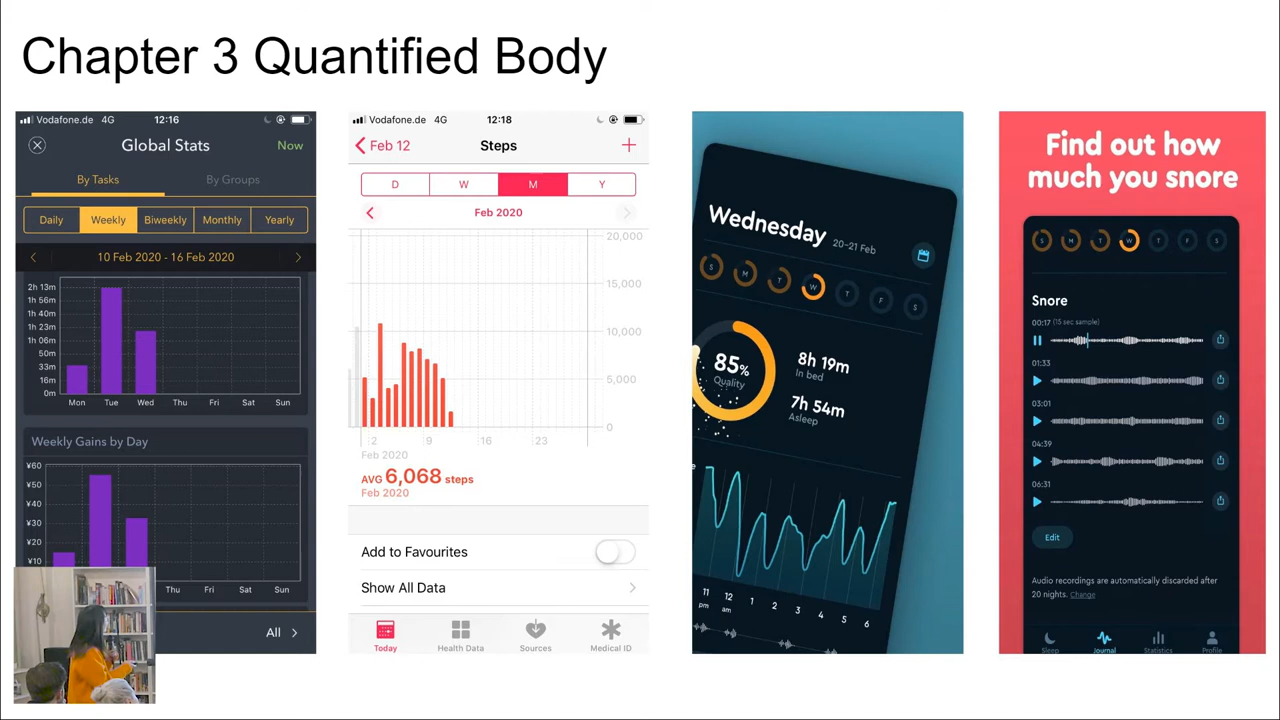 Chapter 3 Quantified Body
Vodafone.de 4G 12:16
Global Stats Now
By Tasks By Groups
Daily Weekly Biweekly Monthly Yearly
10 Feb 2020 - 16 Feb 2020
2h 13m
1h 56m
1h 40m
1h 23m
1h 06m
50m
33m
16m
0m
Mon Tue Wed Thu Fri Sat Sun
Weekly Gains by Day
¥60
¥50
¥40
¥30
¥20
¥10
Thu Fri Sat Sun
All
Vodafone.de 4G 12:18
Feb 12 Steps
D W M Y
Feb 2020
20,000
15,000
10,000
5,000
0
2 9 16 23
Feb 2020
AVG 6,068 steps
Feb 2020
Add to Favourites
Show All Data
Today Health Data Sources Medical ID
Wednesday 20–21 Feb
S M T W T F S
85%
Quality
8h 19m
In bed
7h 54m
Asleep
11 12 1 2 3 4 5 6
pm am
Find out how
much you snore
S M T W T F S
Snore
00:17 (15 sec sample)
01:33
03:01
04:39
06:31
Edit
Audio recordings are automatically discarded after
20 nights. Change
Sleep Journal Statistics Profile